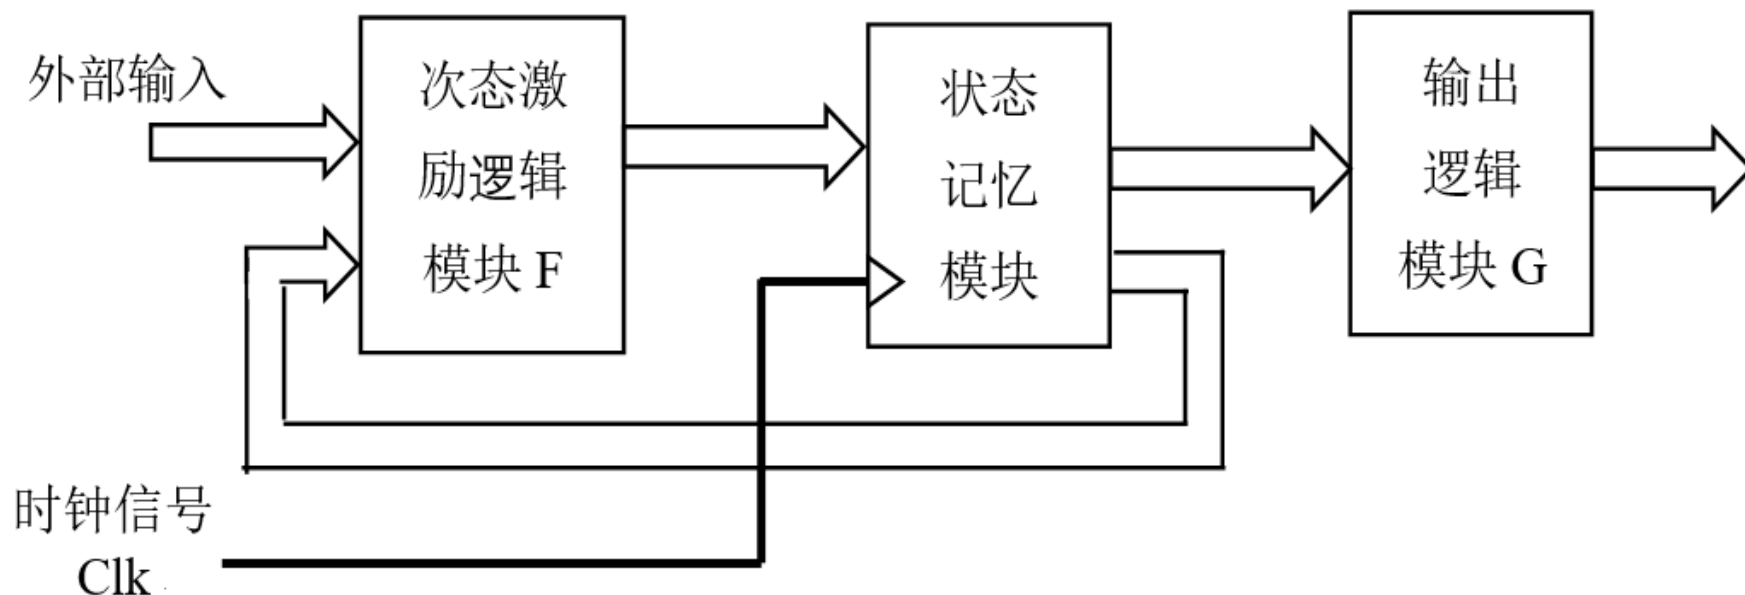 外部输入
次态激
励逻辑
模块 F
状态
记忆
模块
输出
逻辑
模块 G
时钟信号
Clk